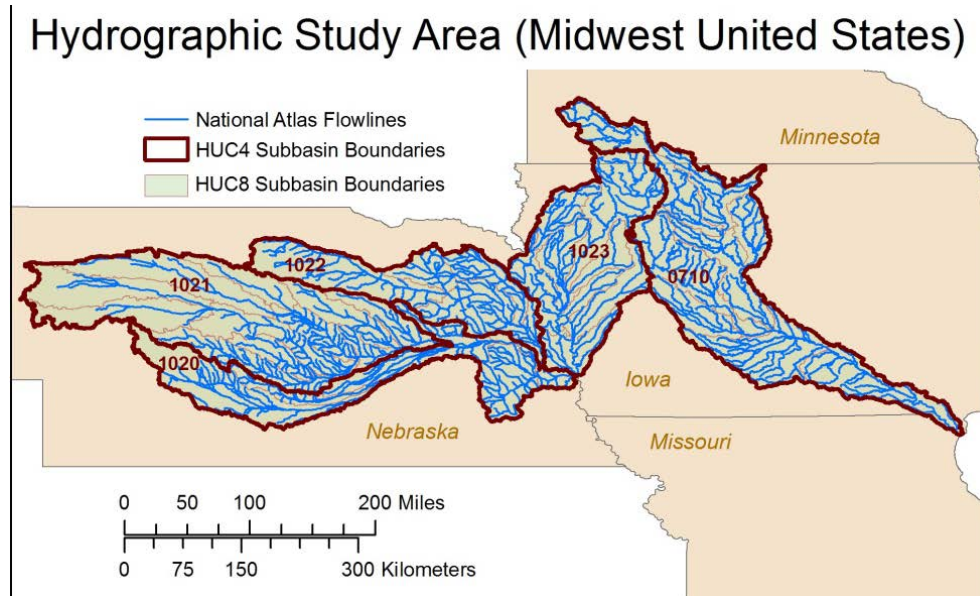 Hydrographic Study Area (Midwest United States)
National Atlas Flowlines
HUC4 Subbasin Boundaries
HUC8 Subbasin Boundaries
Minnesota
1022
1023
1021
0710
1020
Iowa
Nebraska
Missouri
0 50 100 200 Miles
0 75 150 300 Kilometers